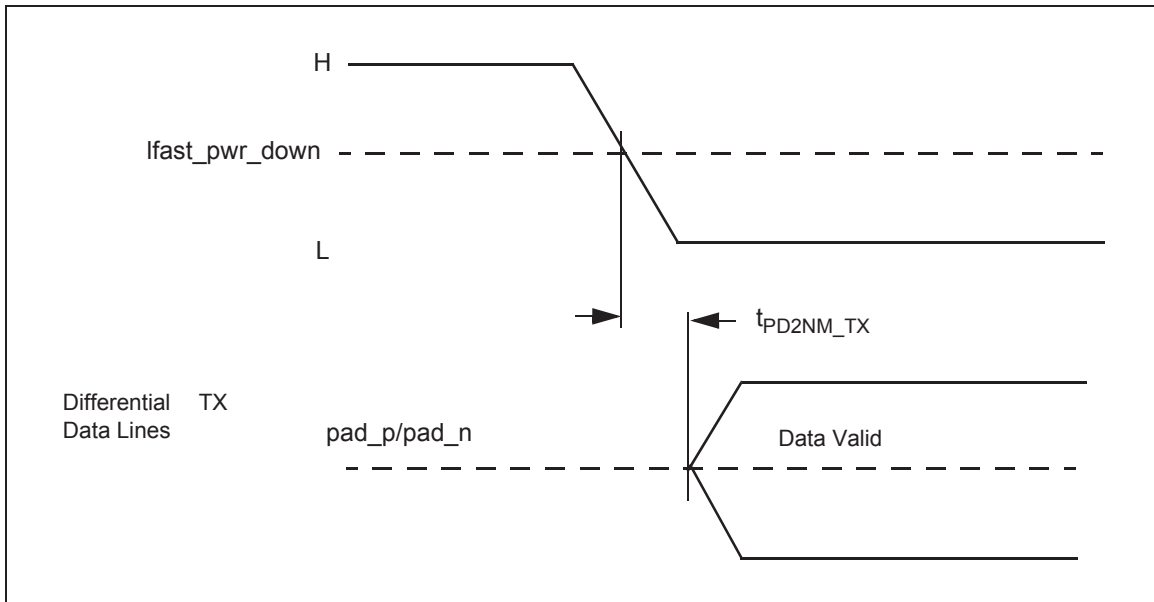 H
lfast_pwr_down
L
tPD2NM_TX
Differential TX
Data Lines
pad_p/pad_n
Data Valid